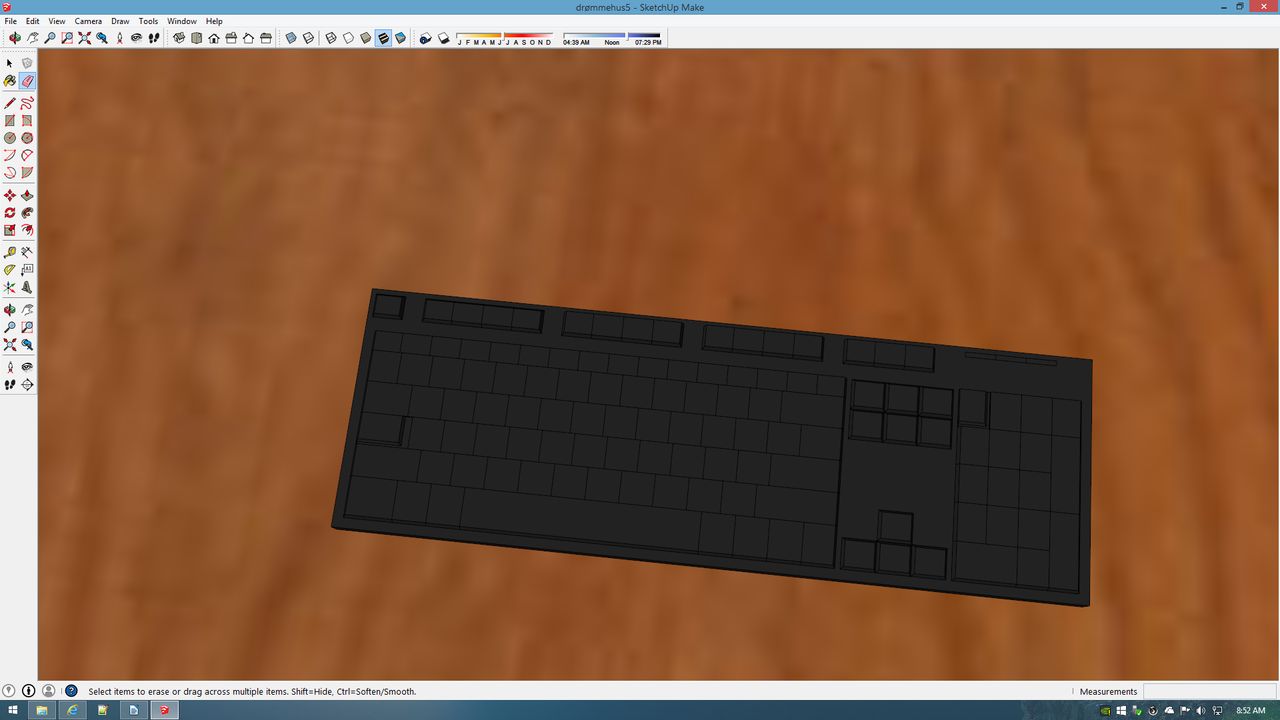 drømmehus5 - SketchUp Make
File Edit View Camera Draw Tools Window Help
J F M A M J J A S O N D 04:39 AM Noon 07:29 PM
A1
Select items to erase or drag across multiple items. Shift=Hide, Ctrl=Soften/Smooth.
Measurements
8:52 AM